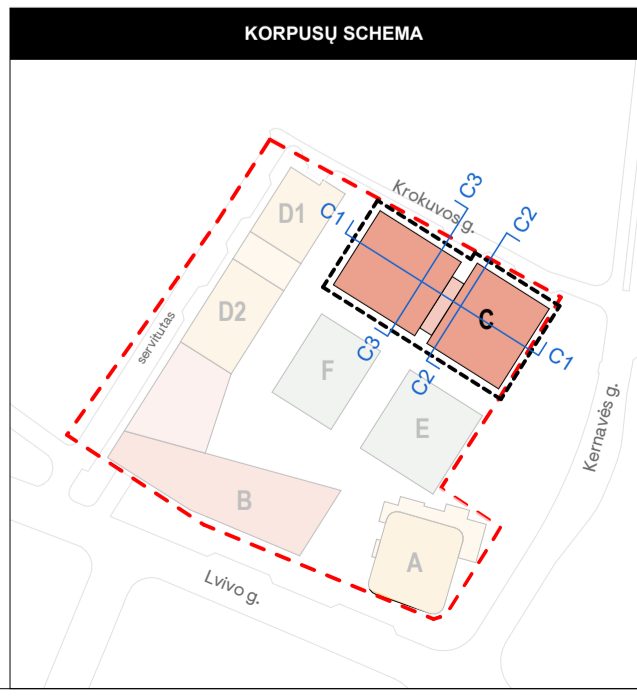 KORPUSŲ SCHEMA
Krokuvos g.
C3
C2
C1
D1
D2
C
servitutas
F
C3
C2
C1
E
Kernavės g.
B
A
Lvivo g.